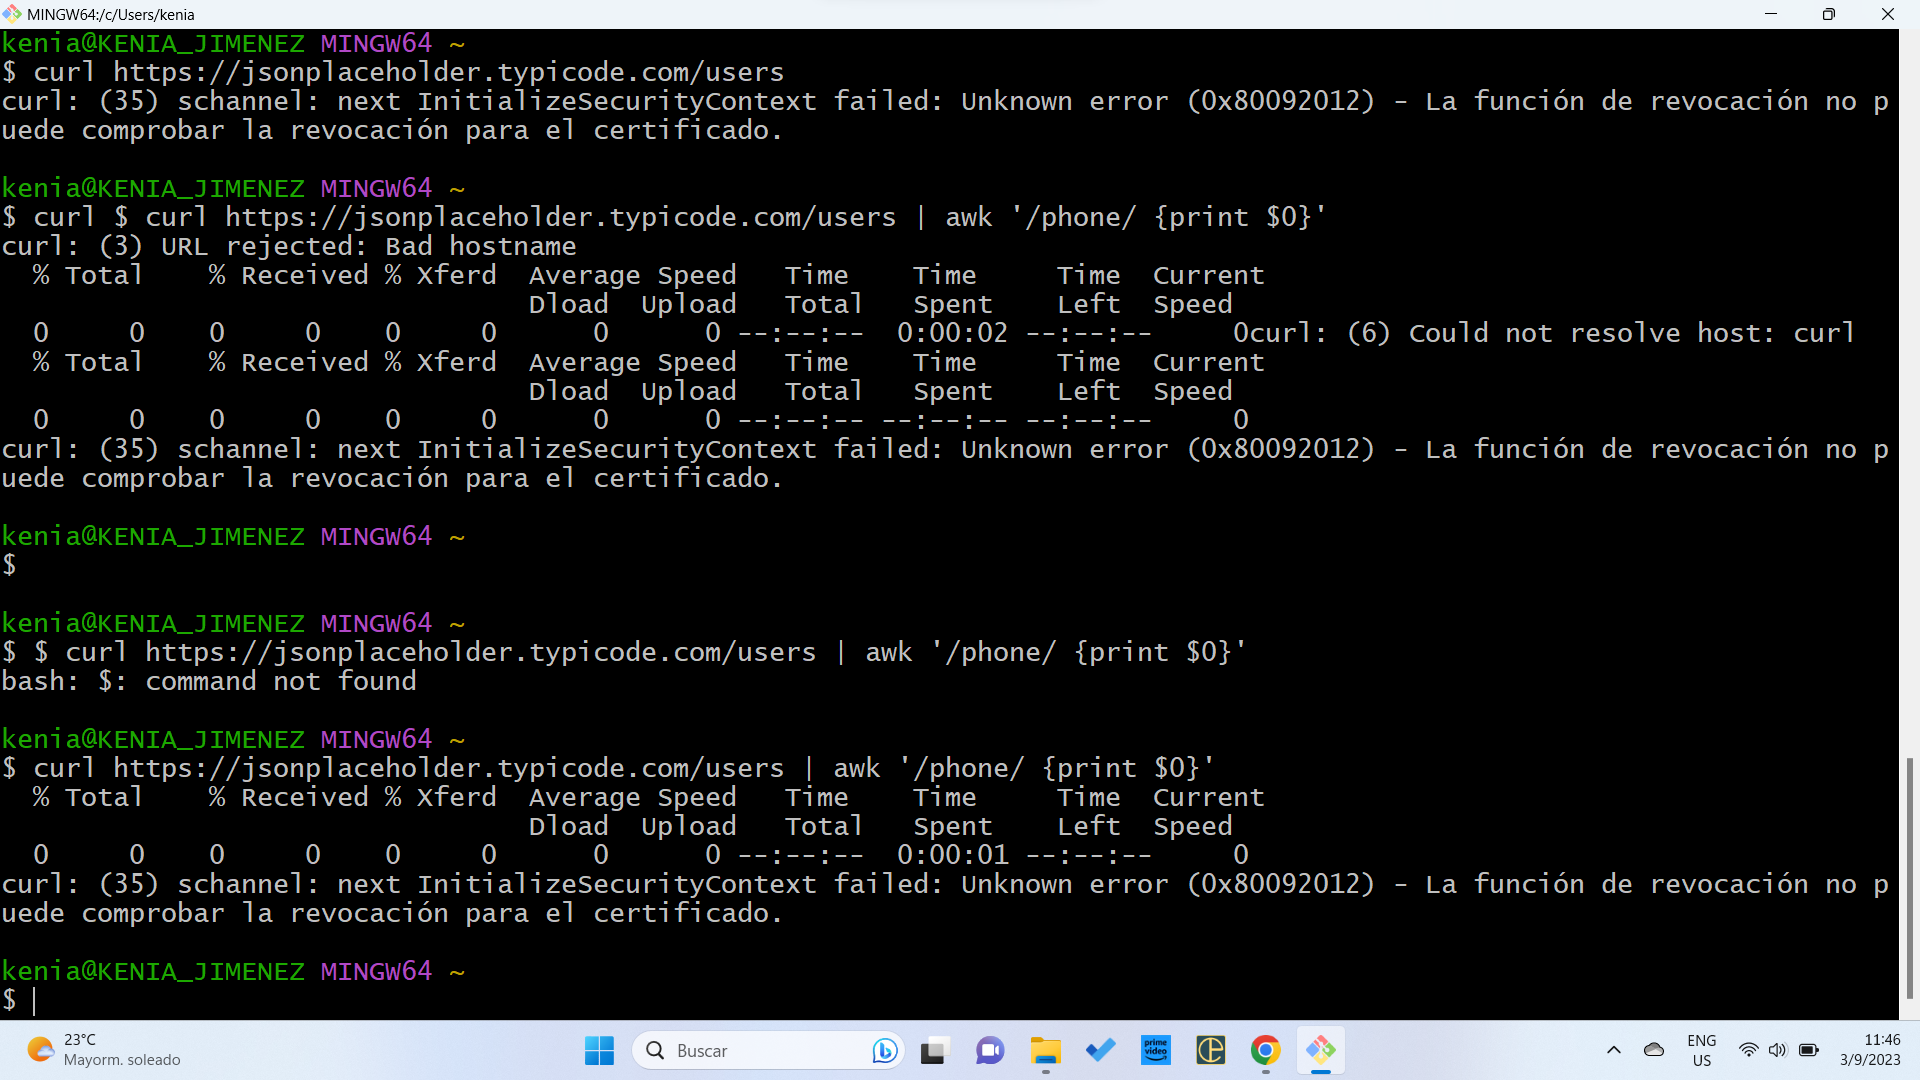 MINGW64:/c/Users/kenia
kenia@KENIA_JIMENEZ MINGW64 ~
$ curl https://jsonplaceholder.typicode.com/users
curl: (35) schannel: next InitializeSecurityContext failed: Unknown error (0x80092012) - La función de revocación no p
uede comprobar la revocación para el certificado.
kenia@KENIA_JIMENEZ MINGW64 ~
$ curl $ curl https://jsonplaceholder.typicode.com/users | awk '/phone/ {print $0}'
curl: (3) URL rejected: Bad hostname
  % Total    % Received % Xferd  Average Speed   Time    Time     Time  Current
                                 Dload  Upload   Total   Spent    Left  Speed
  0     0    0     0    0     0      0      0 --:--:--  0:00:02 --:--:--     0curl: (6) Could not resolve host: curl
  % Total    % Received % Xferd  Average Speed   Time    Time     Time  Current
                                 Dload  Upload   Total   Spent    Left  Speed
  0     0    0     0    0     0      0      0 --:--:-- --:--:-- --:--:--     0
curl: (35) schannel: next InitializeSecurityContext failed: Unknown error (0x80092012) - La función de revocación no p
uede comprobar la revocación para el certificado.
kenia@KENIA_JIMENEZ MINGW64 ~
$
kenia@KENIA_JIMENEZ MINGW64 ~
$ $ curl https://jsonplaceholder.typicode.com/users | awk '/phone/ {print $0}'
bash: $: command not found
kenia@KENIA_JIMENEZ MINGW64 ~
$ curl https://jsonplaceholder.typicode.com/users | awk '/phone/ {print $0}'
  % Total    % Received % Xferd  Average Speed   Time    Time     Time  Current
                                 Dload  Upload   Total   Spent    Left  Speed
  0     0    0     0    0     0      0      0 --:--:--  0:00:01 --:--:--     0
curl: (35) schannel: next InitializeSecurityContext failed: Unknown error (0x80092012) - La función de revocación no p
uede comprobar la revocación para el certificado.
kenia@KENIA_JIMENEZ MINGW64 ~
$
23°C
Mayorm. soleado
Buscar
prime video
ENG
US
11:46
3/9/2023